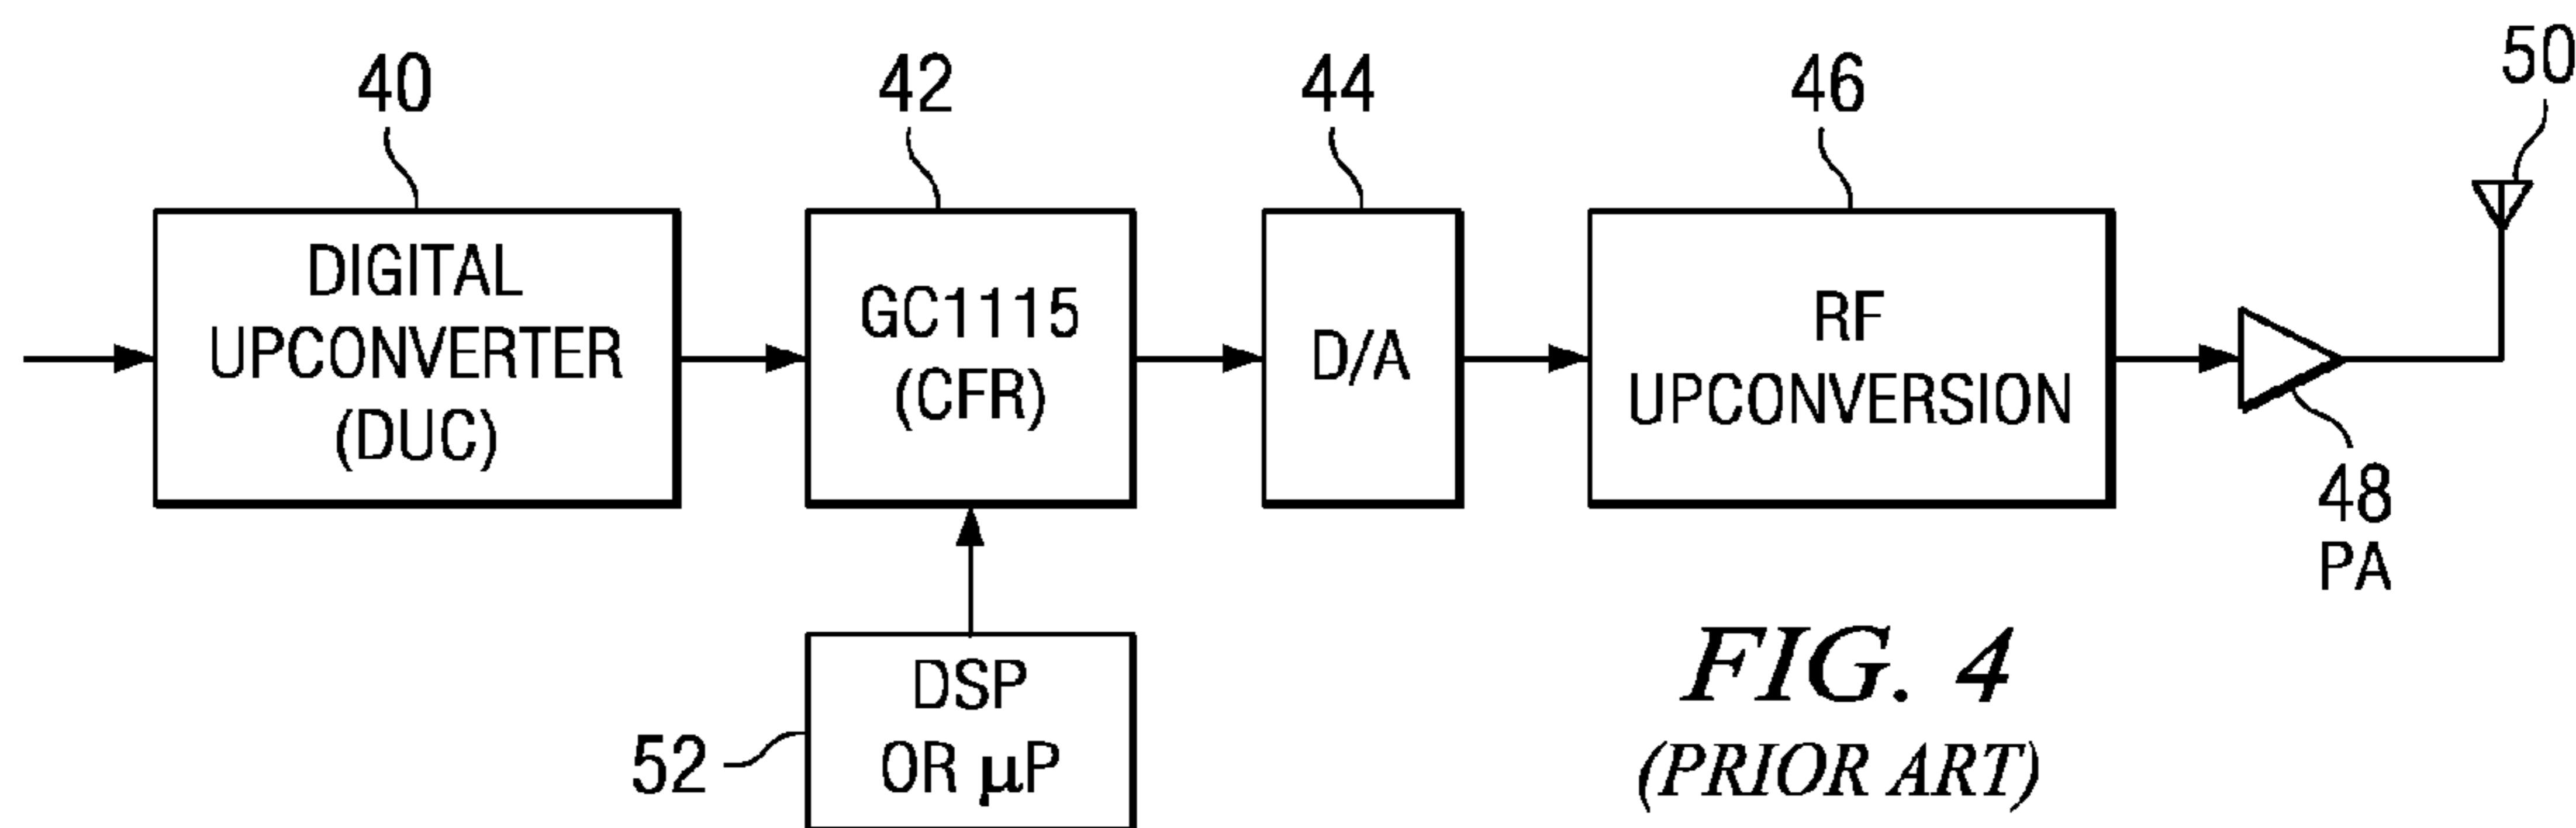 40
42
44
46
50
DIGITAL
UPCONVERTER
(DUC)
GC1115
(CFR)
D/A
RF
UPCONVERSION
48
PA
52
DSP
OR µP
FIG. 4
(PRIOR ART)